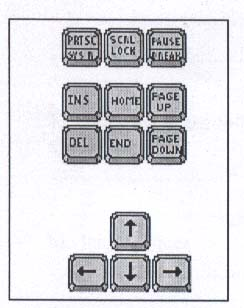 PRTSC SCRL PAUSE
SYS R. LOCK BREAK
INS HOME PAGE UP
DEL END PAGE DOWN
↑
← ↓ →